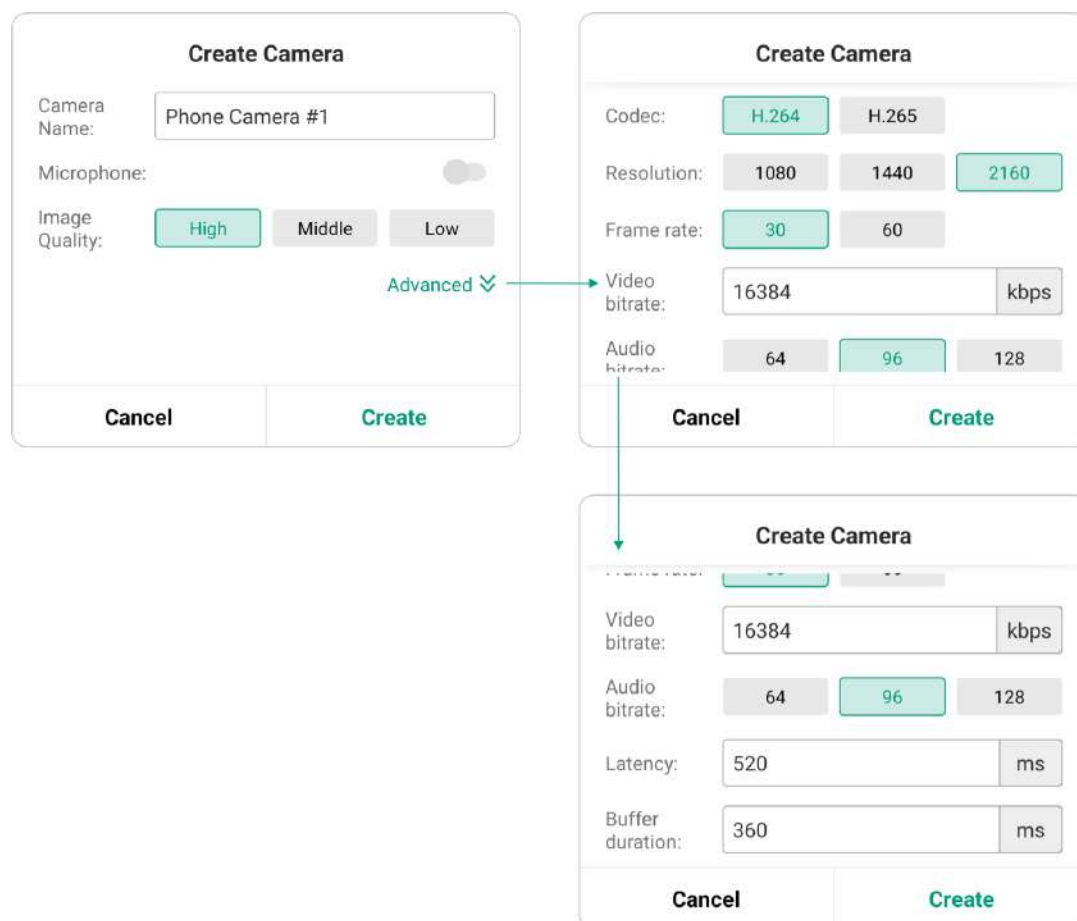 Create Camera
Camera
Name:
Phone Camera #1
Microphone:
Image
Quality:
High Middle Low
Advanced
Cancel Create
Create Camera
Codec: H.264 H.265
Resolution: 1080 1440 2160
Frame rate: 30 60
Video
bitrate:
16384 kbps
Audio
bitrate:
64 96 128
Cancel Create
Create Camera
Frame rate:
Video
bitrate:
16384 kbps
Audio
bitrate:
64 96 128
Latency: 520 ms
Buffer
duration:
360 ms
Cancel Create